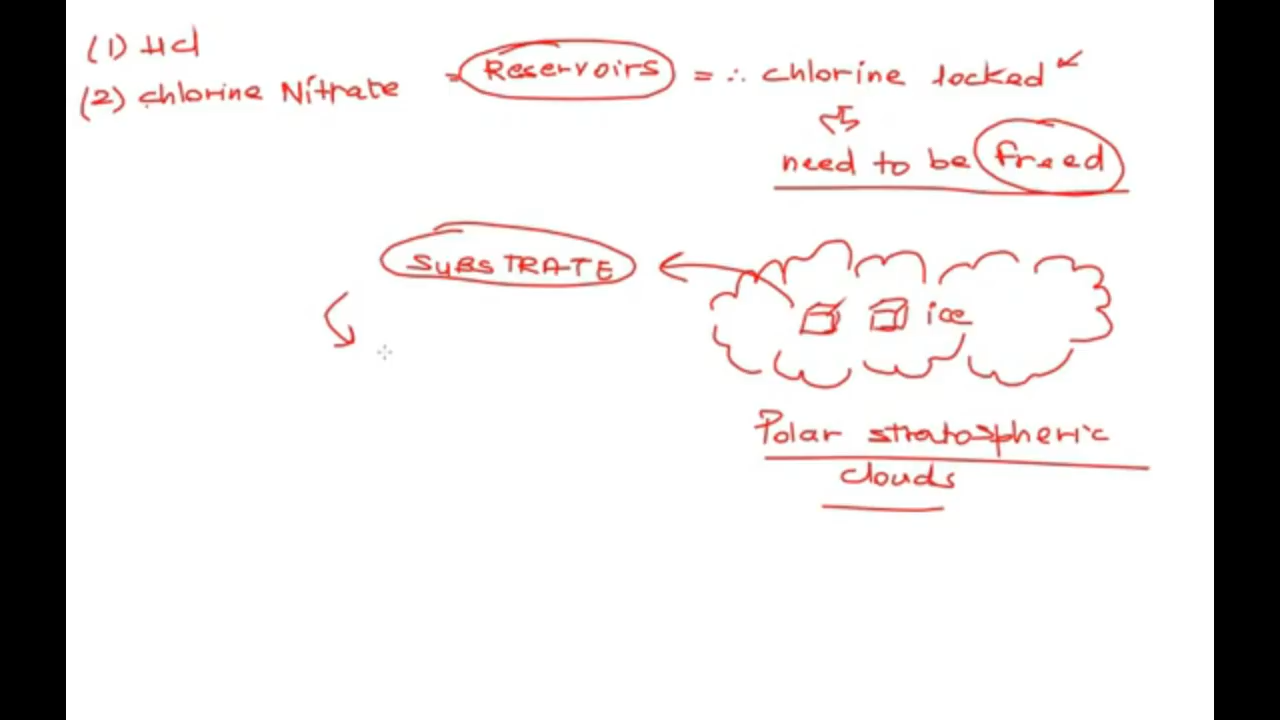 (1) HCl
(2) chlorine Nitrate = Reservoirs = ∴ chlorine locked
need to be freed
SUBSTRATE
ice
Polar stratospheric
clouds